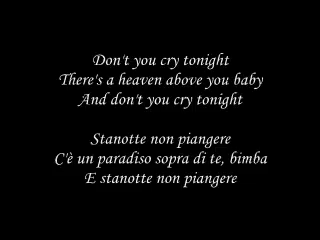 Don't you cry tonight
There's a heaven above you baby
And don't you cry tonight
Stanotte non piangere
C'è un paradiso sopra di te, bimba
E stanotte non piangere